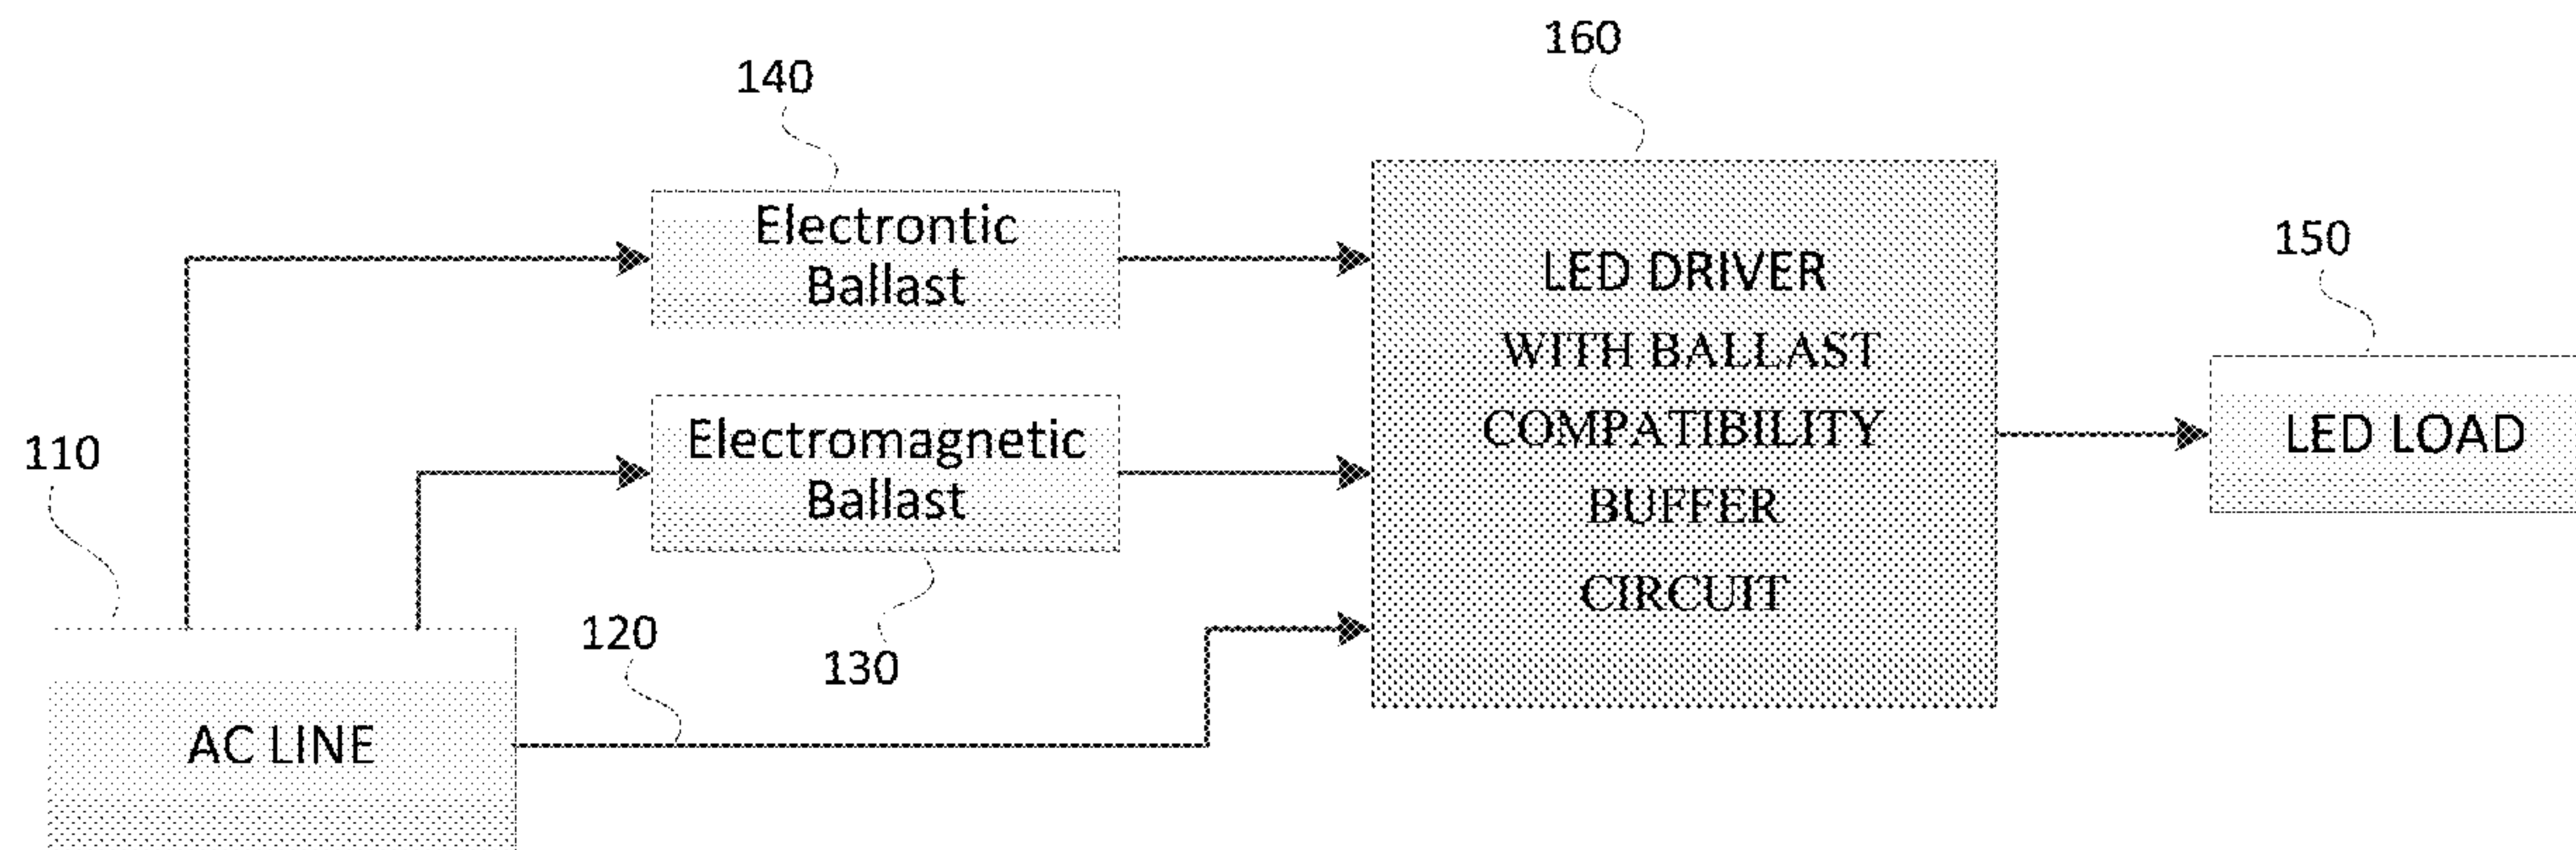 160
140
Electrontic
Ballast
150
LED DRIVER
WITH BALLAST
COMPATIBILITY
BUFFER
CIRCUIT
LED LOAD
Electromagnetic
Ballast
110
120
130
AC LINE